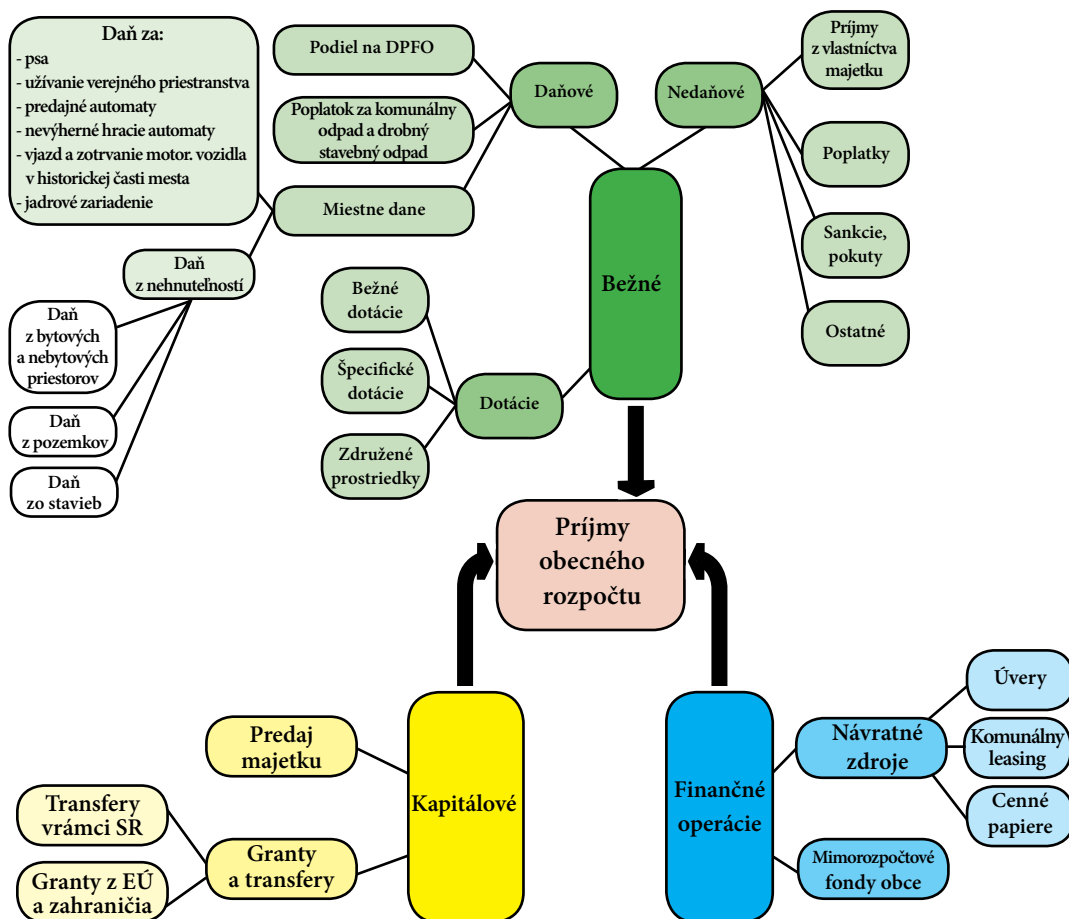 Daň za:
- psa
- užívanie verejného priestranstva
- predajné automaty
- nevýherné hracie automaty
- vjazd a zotrvanie motor. vozidla
v historickej časti mesta
- jadrové zariadenie
Podiel na DPFO
Poplatok za komunálny
odpad a drobný
stavebný odpad
Miestne dane
Daňové
Nedaňové
Príjmy
z vlastníctva
majetku
Poplatky
Sankcie,
pokuty
Ostatné
Bežné
Daň
z nehnuteľností
Daň
z bytových
a nebytových
priestorov
Daň
z pozemkov
Daň
zo stavieb
Bežné
dotácie
Špecifické
dotácie
Združené
prostriedky
Dotácie
Príjmy
obecného
rozpočtu
Predaj
majetku
Transfery
vrámci SR
Granty z EÚ
a zahraničia
Granty
a transfery
Kapitálové
Finančné
operácie
Návratné
zdroje
Úvery
Komunálny
leasing
Cenné
papiere
Mimorozpočtové
fondy obce